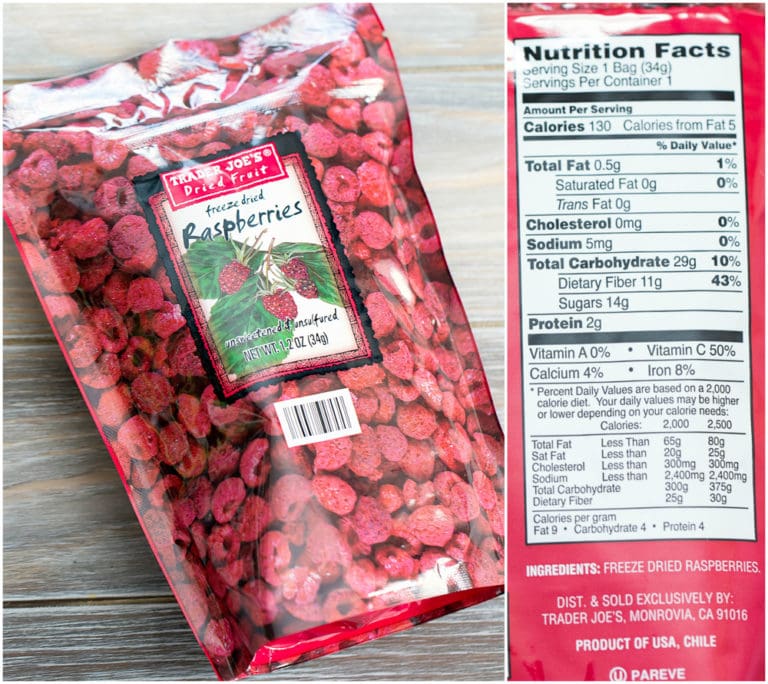 TRADER JOE'S®
Dried Fruit
freeze dried
Raspberries
unsweetened & unsulfured
NET WT. 1.2 OZ (34g)
Nutrition Facts
Serving Size 1 Bag (34g)
Servings Per Container 1
Amount Per Serving
Calories 130 Calories from Fat 5
% Daily Value*
Total Fat 0.5g 1%
Saturated Fat 0g 0%
Trans Fat 0g
Cholesterol 0mg 0%
Sodium 5mg 0%
Total Carbohydrate 29g 10%
Dietary Fiber 11g 43%
Sugars 14g
Protein 2g
Vitamin A 0% • Vitamin C 50%
Calcium 4% • Iron 8%
* Percent Daily Values are based on a 2,000
calorie diet. Your daily values may be higher
or lower depending on your calorie needs:
Calories: 2,000 2,500
Total Fat Less Than 65g 80g
Sat Fat Less than 20g 25g
Cholesterol Less than 300mg 300mg
Sodium Less than 2,400mg 2,400mg
Total Carbohydrate 300g 375g
Dietary Fiber 25g 30g
Calories per gram
Fat 9 • Carbohydrate 4 • Protein 4
INGREDIENTS: FREEZE DRIED RASPBERRIES.
DIST. & SOLD EXCLUSIVELY BY:
TRADER JOE'S, MONROVIA, CA 91016
PRODUCT OF USA, CHILE
Ⓤ PAREVE